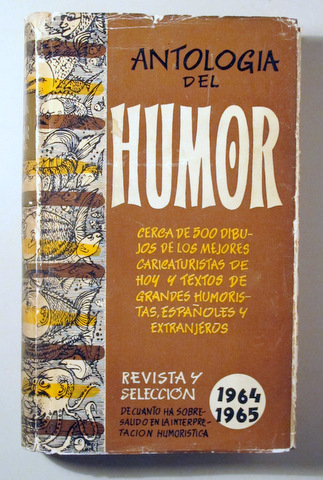 ANTOLOGIA
DEL
HUMOR
CERCA DE 500 DIBU-
JOS DE LOS MEJORES
CARICATURISTAS DE
HOY Y TEXTOS DE
GRANDES HUMORIS-
TAS, ESPAÑOLES Y
EXTRANJEROS
REVISTA Y
SELECCIÓN
DE CUANTO HA SOBRE-
SALIDO EN LA INTERPRE-
TACION HUMORISTICA
1964
1965